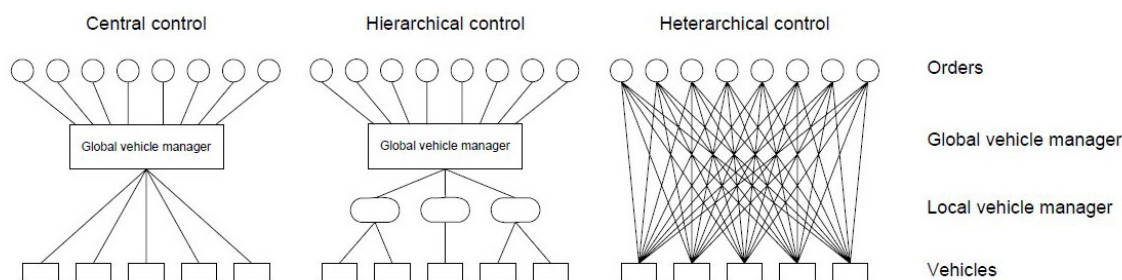 Central control
Hierarchical control
Heterarchical control
Orders
Global vehicle manager
Global vehicle manager
Global vehicle manager
Local vehicle manager
Vehicles